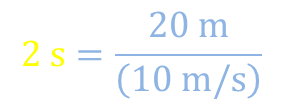 2 s = 20 m / (10 m/s)